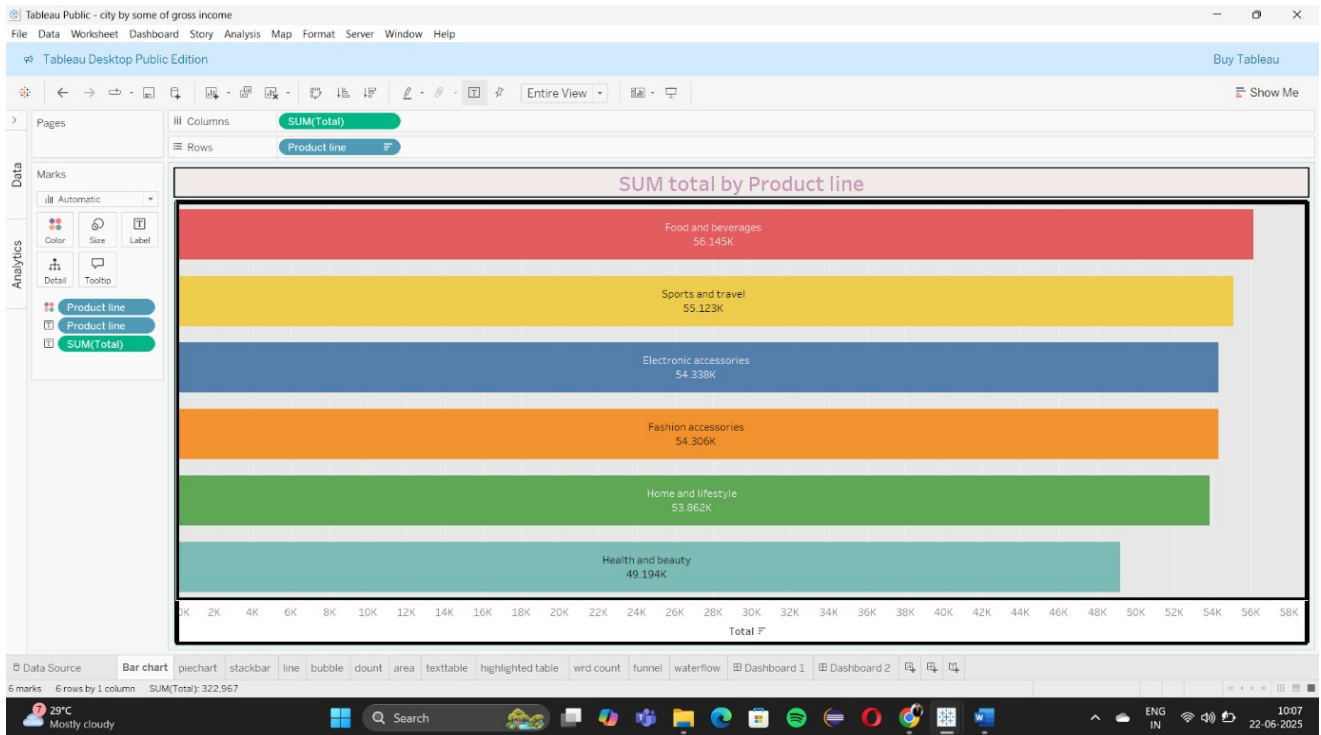 Tableau Public - city by some of gross income
File Data Worksheet Dashboard Story Analysis Map Format Server Window Help
Tableau Desktop Public Edition
Buy Tableau
Entire View
Show Me
Pages
Columns
SUM(Total)
Rows
Product line
Data
Analytics
Marks
Automatic
Color Size Label
Detail Tooltip
Product line
Product line
SUM(Total)
SUM total by Product line
Food and beverages
56.145K
Sports and travel
55.123K
Electronic accessories
54.338K
Fashion accessories
54.306K
Home and lifestyle
53.862K
Health and beauty
49.194K
0K 2K 4K 6K 8K 10K 12K 14K 16K 18K 20K 22K 24K 26K 28K 30K 32K 34K 36K 38K 40K 42K 44K 46K 48K 50K 52K 54K 56K 58K
Total
Data Source Bar chart piechart stackbar line bubble dount area texttable highlighted table wrd count funnel waterflow Dashboard 1 Dashboard 2
6 marks 6 rows by 1 column SUM(Total): 322,967
7 29°C
Mostly cloudy
Search
ENG
IN
10:07
22-06-2025